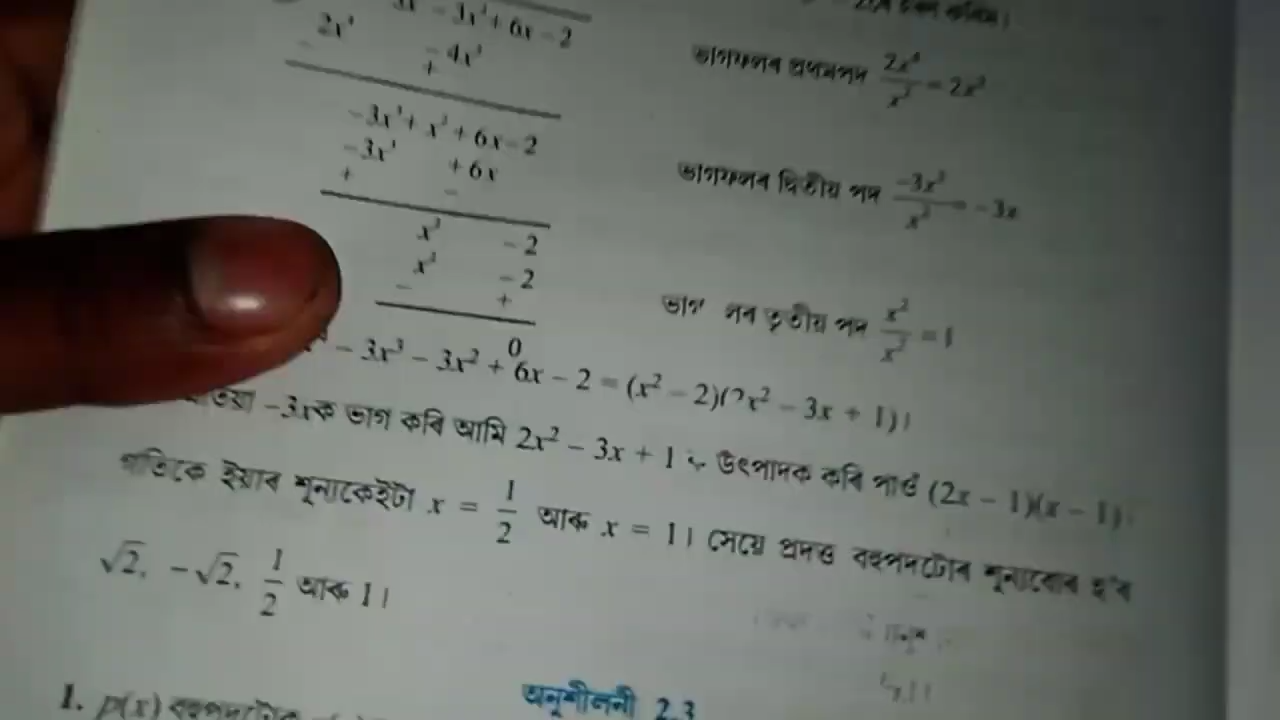 3x³ − 3x² + 6x − 2
2x⁴ − 4x²
− +
ভাগফলৰ প্ৰথমপদ 2x⁴/x² = 2x²
−3x³ + x² + 6x − 2
−3x³ + 6x
+ −
ভাগফলৰ দ্বিতীয় পদ −3x³/x² = −3x
x² − 2
x² − 2
− +
ভাগ লৰ তৃতীয় পদ x²/x² = 1
0
− 3x³ − 3x² + 6x − 2 = (x² − 2)(2x² − 3x + 1)।
−3xক ভাগ কৰি আমি 2x² − 3x + 1 ৰ উৎপাদক কৰি পাওঁ (2x − 1)(x − 1)
গতিকে ইয়াৰ শূন্যকেইটা x = 1/2 আৰু x = 1। সেয়ে প্ৰদত্ত বহুপদটোৰ শূন্যবোৰ হ'ব
√2, −√2, 1/2 আৰু 1।
অনুশীলনী 2.3
1. p(x) বহুপদটোক